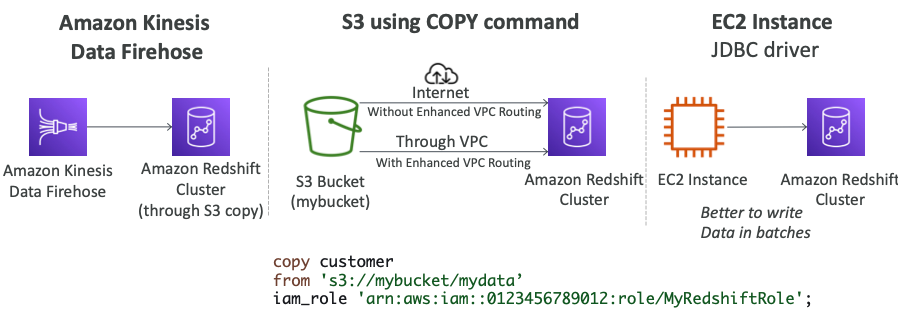 Amazon Kinesis
Data Firehose
Amazon Kinesis
Data Firehose
Amazon Redshift
Cluster
(through S3 copy)
S3 using COPY command
Internet
Without Enhanced VPC Routing
Through VPC
With Enhanced VPC Routing
S3 Bucket
(mybucket)
Amazon Redshift
Cluster
EC2 Instance
JDBC driver
EC2 Instance
Amazon Redshift
Cluster
Better to write
Data in batches
copy customer
from 's3://mybucket/mydata’
iam_role 'arn:aws:iam::0123456789012:role/MyRedshiftRole';